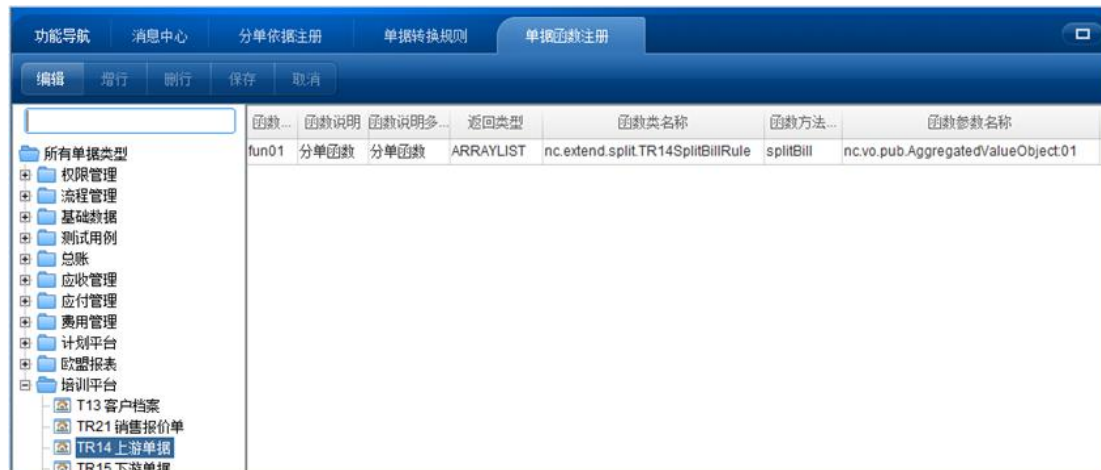 功能导航 消息中心 分单依据注册 单据转换规则 单据函数注册
编辑 增行 删行 保存 取消
函数... 函数说明 函数说明多... 返回类型 函数类名称 函数方法... 函数参数名称
fun01 分单函数 分单函数 ARRAYLIST nc.extend.split.TR14SplitBillRule splitBill nc.vo.pub.AggregatedValueObject:01
所有单据类型
权限管理
流程管理
基础数据
测试用例
总账
应收管理
应付管理
费用管理
计划平台
欧盟报表
培训平台
T13 客户档案
TR21 销售报价单
TR14 上游单据
TR15 下游单据